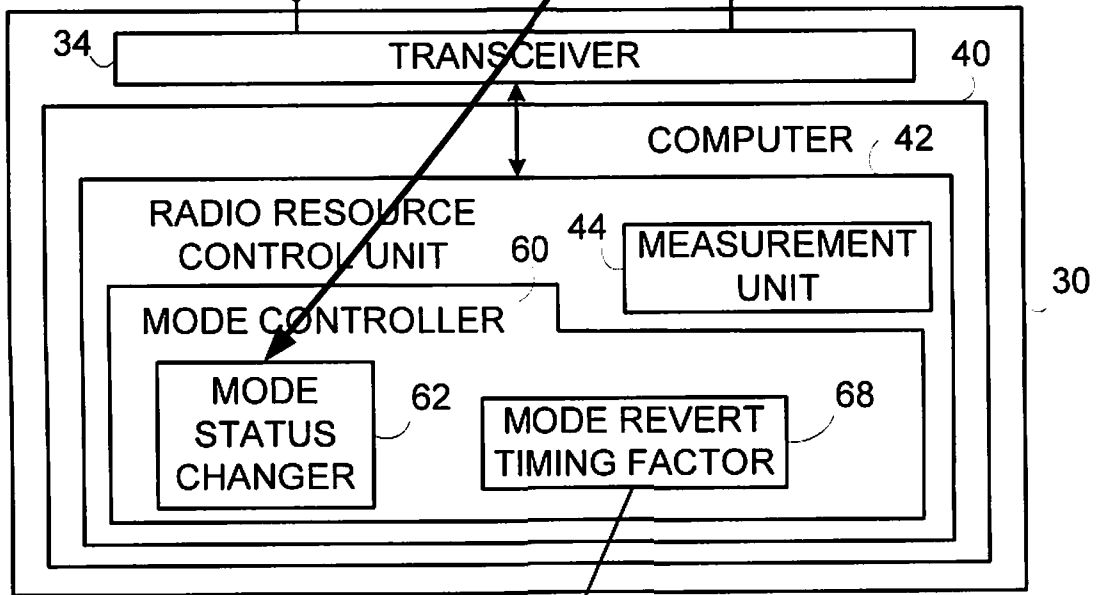 34
TRANSCEIVER
40
COMPUTER
42
RADIO RESOURCE
CONTROL UNIT
44
MEASUREMENT
UNIT
60
30
MODE CONTROLLER
MODE
STATUS
CHANGER
62
MODE REVERT
TIMING FACTOR
68